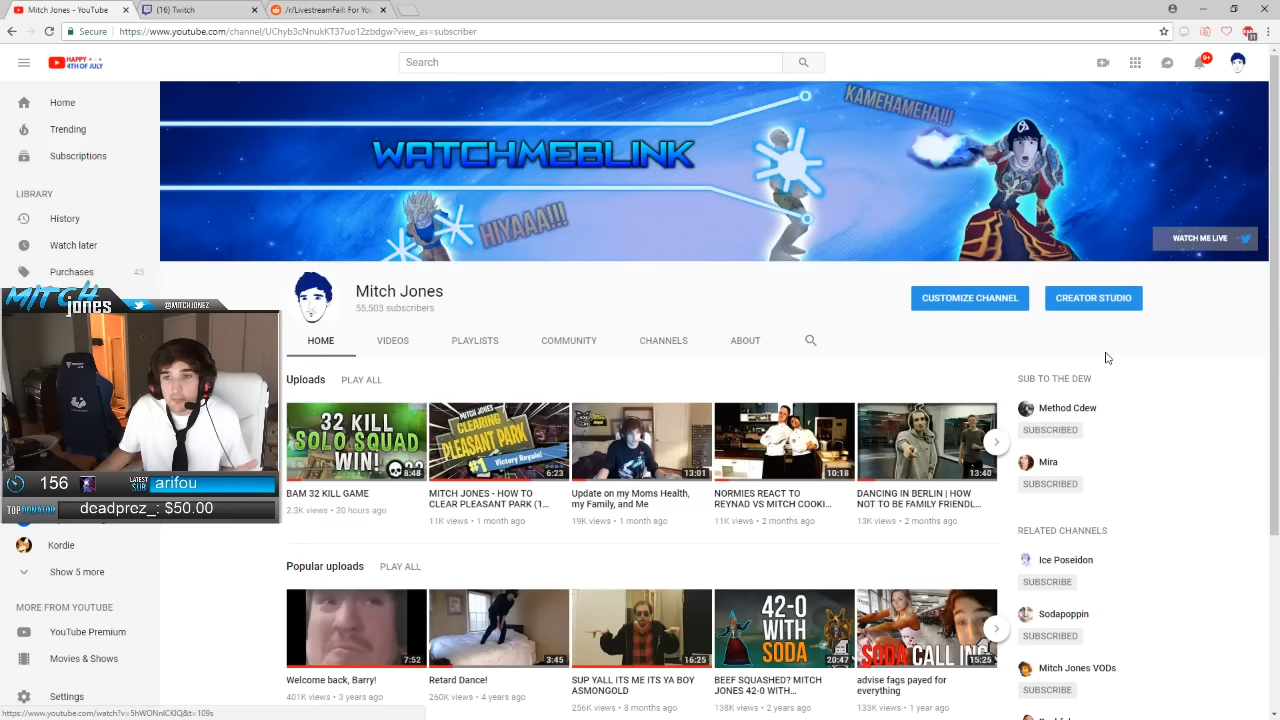 Mitch Jones - YouTube
(16) Twitch
/r/LivestreamFail: For You
Secure
https://www.youtube.com/channel/UChyb3cNnukKT37uo12zbdgw?view_as=subscriber
HAPPY
4TH OF JULY
Search
9+
Home
Trending
Subscriptions
LIBRARY
History
Watch later
Purchases 43
WATCHMEBLINK
KAMEHAMEHA!!!
HIYAAA!!!
WATCH ME LIVE
Mitch Jones
55,503 subscribers
CUSTOMIZE CHANNEL
CREATOR STUDIO
HOME
VIDEOS
PLAYLISTS
COMMUNITY
CHANNELS
ABOUT
MITCH
jones
@MITCHJONEZ
156
LATEST
SUB
arifou
TOP DONATOR
deadprez_: $50.00
Uploads
PLAY ALL
32 KILL
SOLO SQUAD
WIN!
8:48
BAM 32 KILL GAME
2.3K views • 20 hours ago
MITCH JONES
CLEARING
PLEASANT PARK
#1 Victory Royale!
6:23
MITCH JONES - HOW TO
CLEAR PLEASANT PARK (1...
11K views • 1 month ago
13:01
Update on my Moms Health,
my Family, and Me
19K views • 1 month ago
10:18
NORMIES REACT TO
REYNAD VS MITCH COOKI...
11K views • 2 months ago
13:40
DANCING IN BERLIN | HOW
NOT TO BE FAMILY FRIENDL...
13K views • 2 months ago
SUB TO THE DEW
Method Cdew
SUBSCRIBED
Mira
SUBSCRIBED
RELATED CHANNELS
Ice Poseidon
SUBSCRIBE
Sodapoppin
SUBSCRIBED
Mitch Jones VODs
SUBSCRIBE
Kordie
Show 5 more
MORE FROM YOUTUBE
YouTube Premium
Movies & Shows
Settings
Popular uploads
PLAY ALL
7:52
Welcome back, Barry!
401K views • 3 years ago
3:45
Retard Dance!
260K views • 4 years ago
16:25
SUP YALL ITS ME ITS YA BOY
ASMONGOLD
256K views • 8 months ago
42-0
WITH
SODA
20:47
BEEF SQUASHED? MITCH
JONES 42-0 WITH...
138K views • 2 years ago
SODA CALL IN
15:25
advise fags payed for
everything
133K views • 1 year ago
https://www.youtube.com/watch?v=5hWONnICKIQ&t=109s